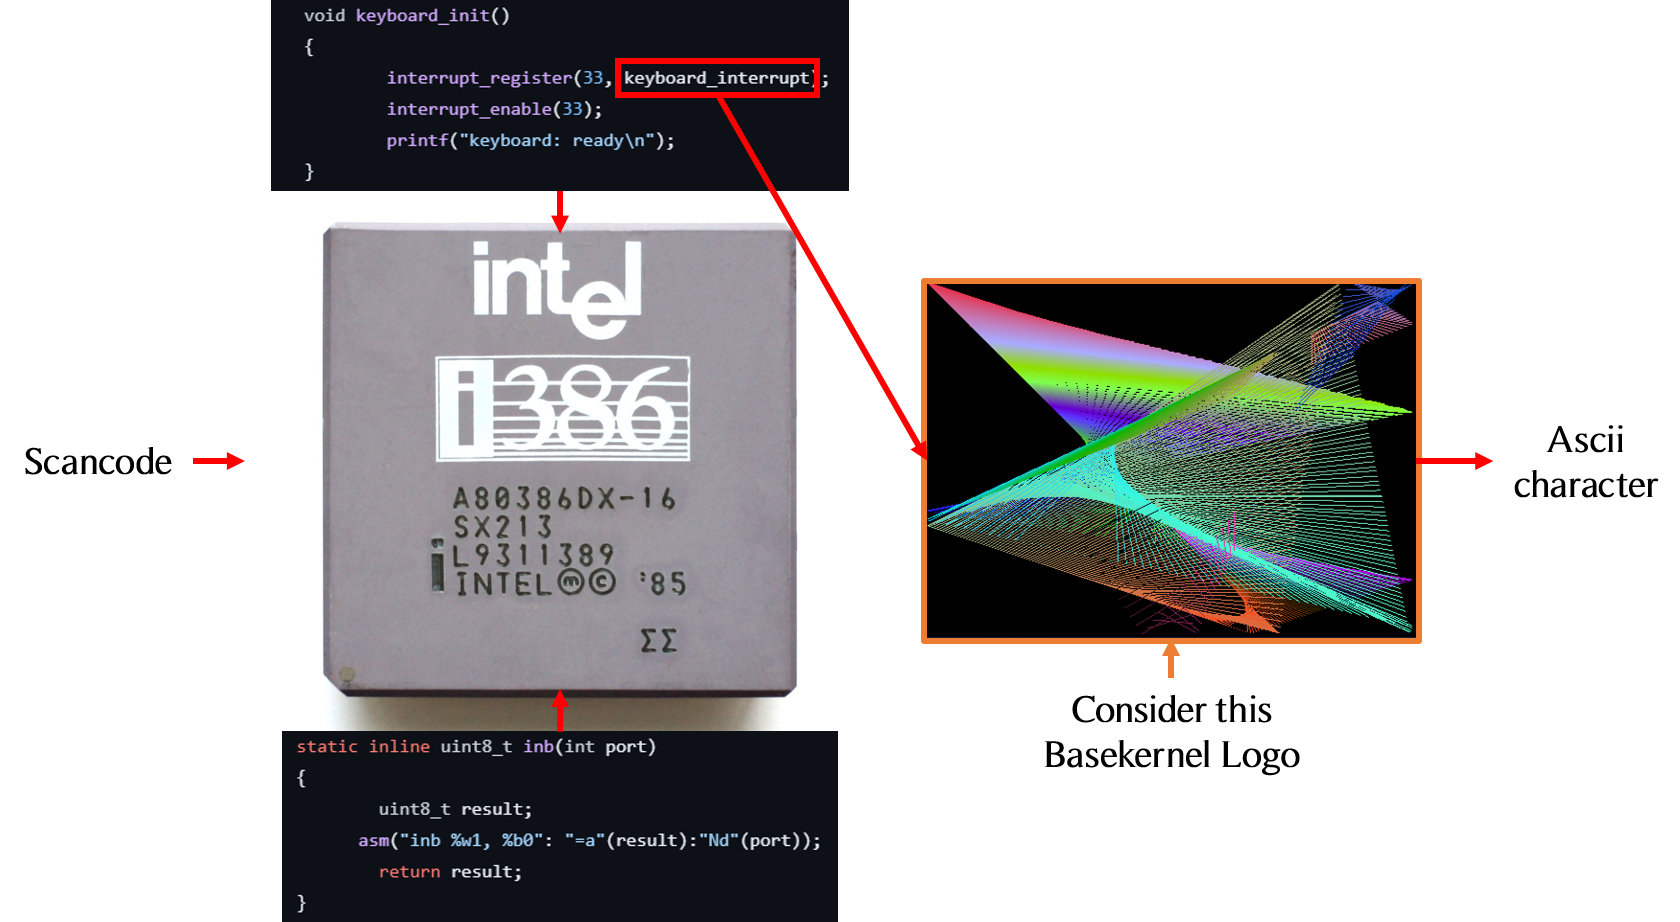 void keyboard_init()
{
interrupt_register(33, keyboard_interrupt);
interrupt_enable(33);
printf("keyboard: ready\n");
}
intel
i386
A80386DX-16
SX213
L9311389
INTEL Ⓜ Ⓒ '85
ΣΣ
Scancode
Ascii
character
Consider this
Basekernel Logo
static inline uint8_t inb(int port)
{
uint8_t result;
asm("inb %w1, %b0": "=a"(result):"Nd"(port));
return result;
}